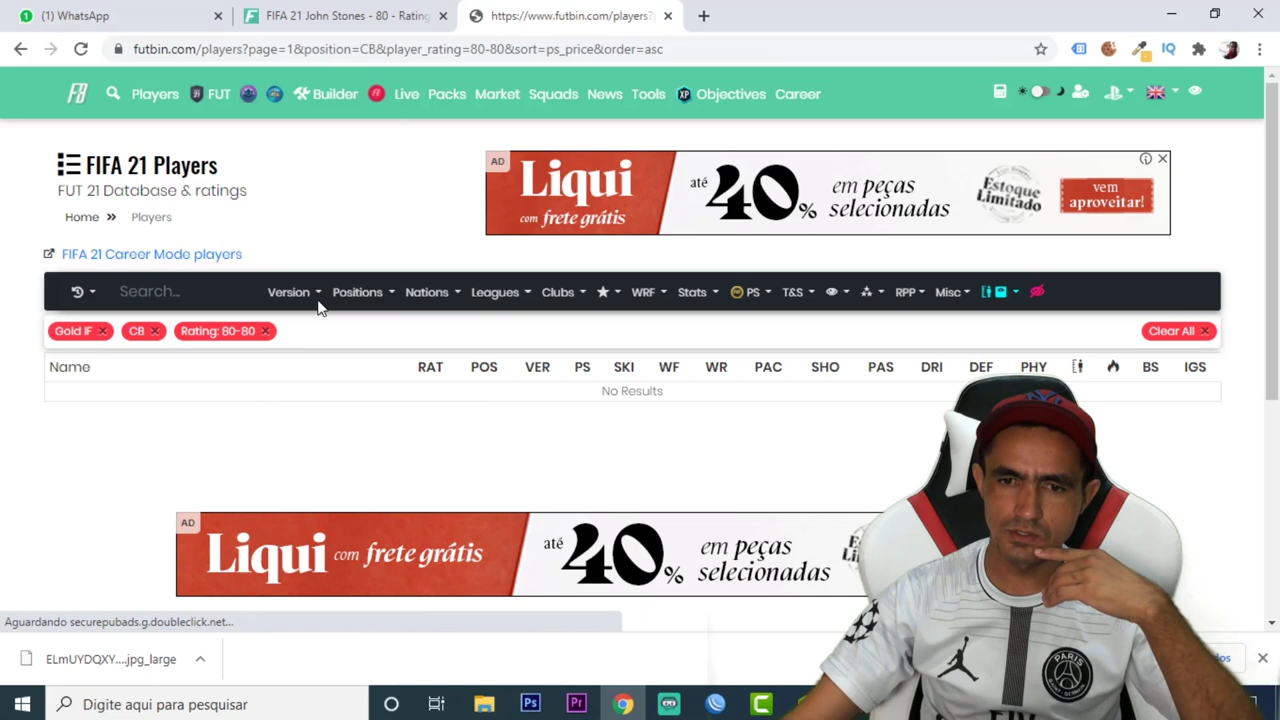 (1) WhatsApp
FIFA 21 John Stones - 80 - Rating
https://www.futbin.com/players?
futbin.com/players?page=1&position=CB&player_rating=80-80&sort=ps_price&order=asc
Players FUT Builder Live Packs Market Squads News Tools XP Objectives Career
FIFA 21 Players
FUT 21 Database & ratings
Home » Players
AD
Liqui
com frete grátis
até 40%
em peças
selecionadas
Estoque
Limitado
vem
aproveitar!
FIFA 21 Career Mode players
Search... Version Positions Nations Leagues Clubs WRF Stats PS T&S RPP Misc
Gold IF CB Rating: 80-80 Clear All
Name RAT POS VER PS SKI WF WR PAC SHO PAS DRI DEF PHY BS IGS
No Results
AD
Liqui com frete grátis
até 40%
em peças
selecionadas
Aguardando securepubads.g.doubleclick.net...
ELmUYDQXY....jpg_large
Digite aqui para pesquisar
Ps
Pr
PARIS